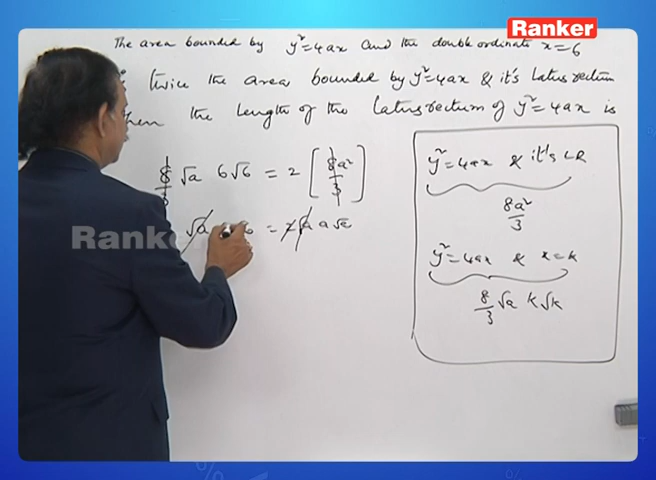 Ranker
The area bounded by y²=4ax and the double ordinate x=6
twice the area bounded by y²=4ax & it's Latus rectum
then the Length of the Latus rectum of y²=4ax is
8/3 √a 6√6 = 2 [8a²/3]
√a 6 = 2√a a√a
y²=4ax & it's LR
8a²/3
y²=4ax & x=k
8/3 √a k√k
Ranker